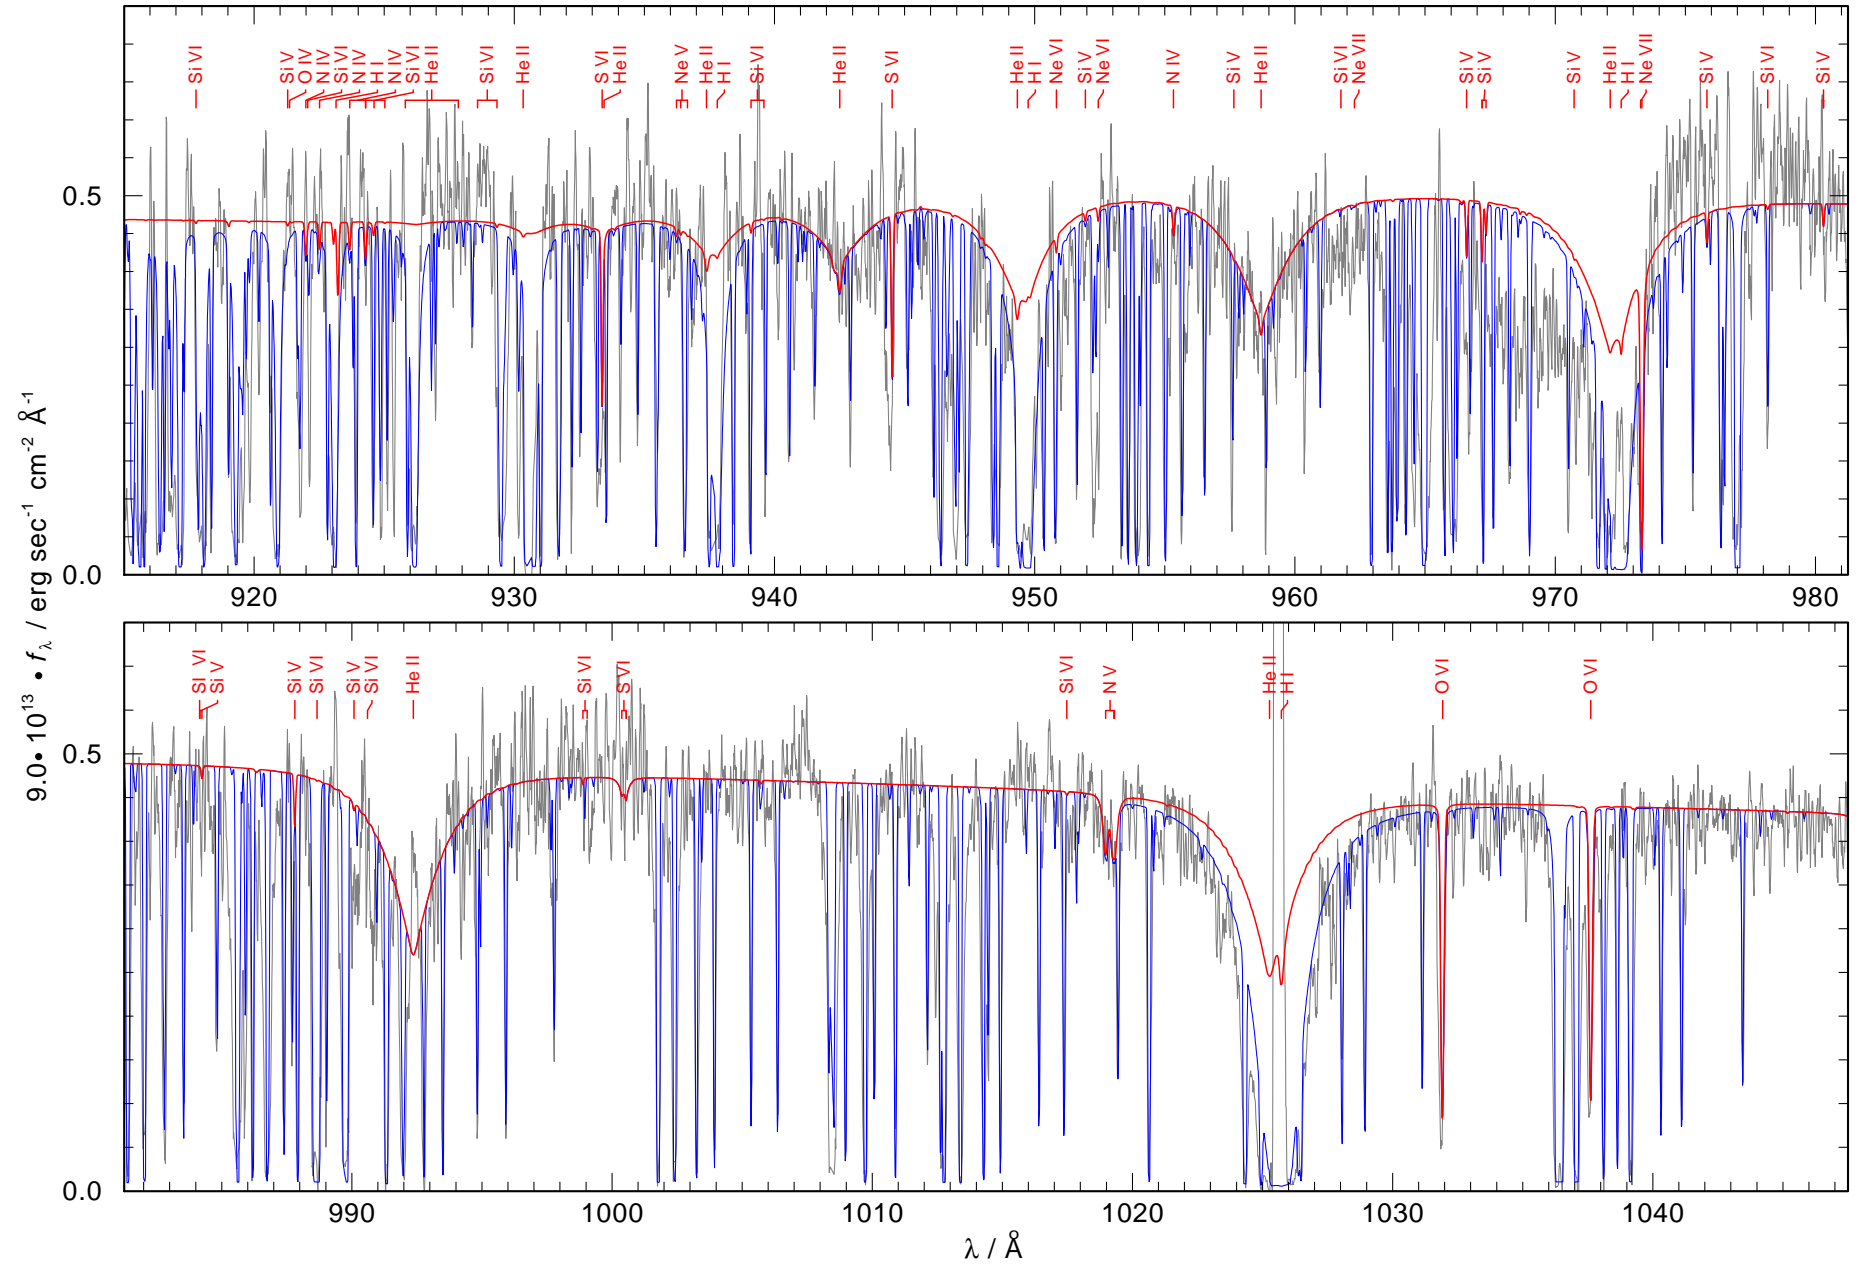 Si VI
Si V
O IV
N IV
Si VI
N IV
H I
N IV
Si VI
He II
Si VI
He II
S VI
He II
Ne V
He II
H I
Si VI
He II
S VI
He II
H I
Ne VI
Si V
Ne VI
N IV
Si V
He II
Si VI
Ne VII
Si V
Si V
Si V
He II
H I
Ne VII
Si V
Si VI
Si V
0.5
0.0
920 930 940 950 960 970 980
9.0• 10¹³ • fλ / erg sec⁻¹ cm⁻² Å⁻¹
SI VI
Si V
Si V
Si VI
Si V
Si VI
He II
Si VI
S VI
Si VI
N V
He II
H I
O VI
O VI
0.5
0.0
990 1000 1010 1020 1030 1040
λ / Å